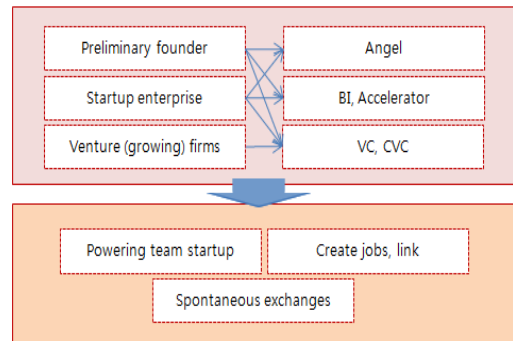 Preliminary founder
Angel
Startup enterprise
BI, Accelerator
Venture (growing) firms
VC, CVC
Powering team startup
Create jobs, link
Spontaneous exchanges